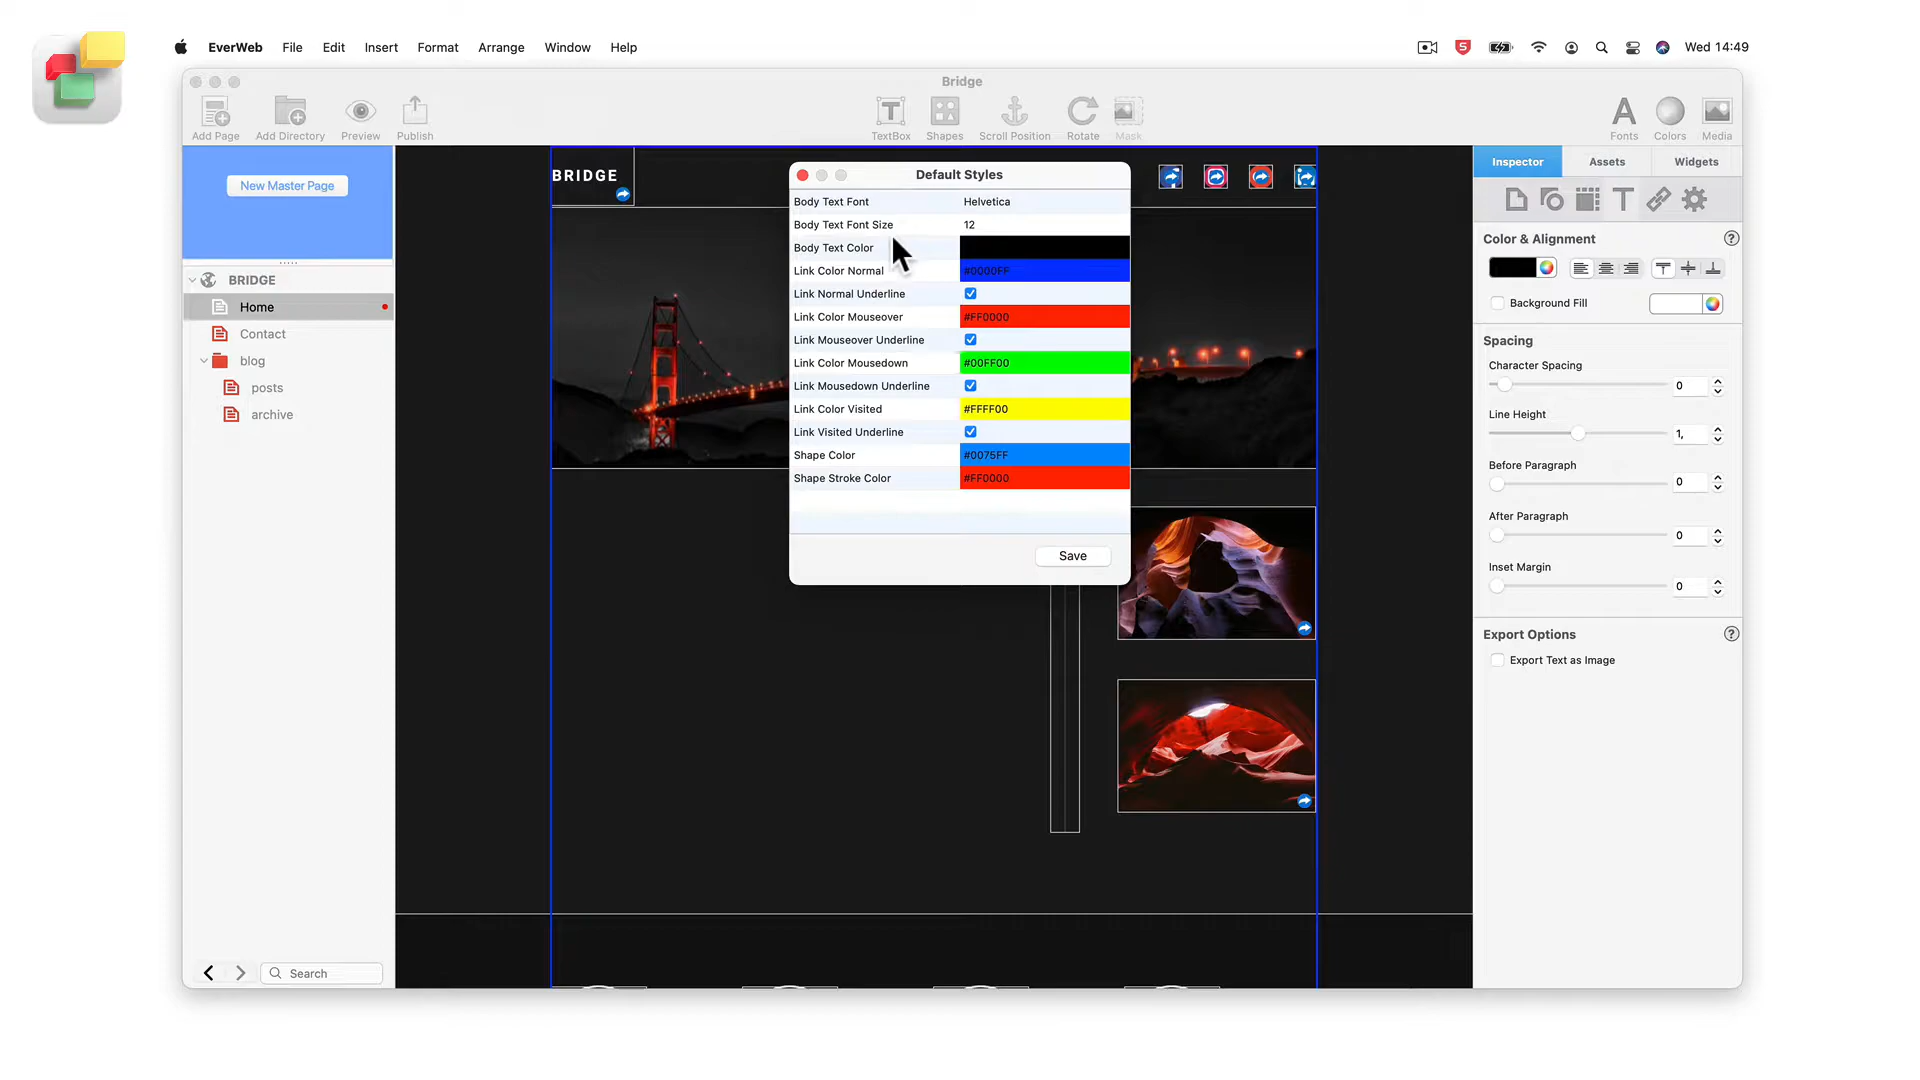 EverWeb File Edit Insert Format Arrange Window Help Wed 14:49
Bridge
Add Page Add Directory Preview Publish TextBox Shapes Scroll Position Rotate Mask Fonts Colors Media
New Master Page
BRIDGE
Home
Contact
blog
posts
archive
Search
BRIDGE
Default Styles
Body Text Font Helvetica
Body Text Font Size 12
Body Text Color
Link Color Normal #0000FF
Link Normal Underline
Link Color Mouseover #FF0000
Link Mouseover Underline
Link Color Mousedown #00FF00
Link Mousedown Underline
Link Color Visited #FFFF00
Link Visited Underline
Shape Color #0075FF
Shape Stroke Color #FF0000
Save
Inspector Assets Widgets
Color & Alignment ?
Background Fill
Spacing
Character Spacing
0
Line Height
1,
Before Paragraph
0
After Paragraph
0
Inset Margin
0
Export Options ?
Export Text as Image